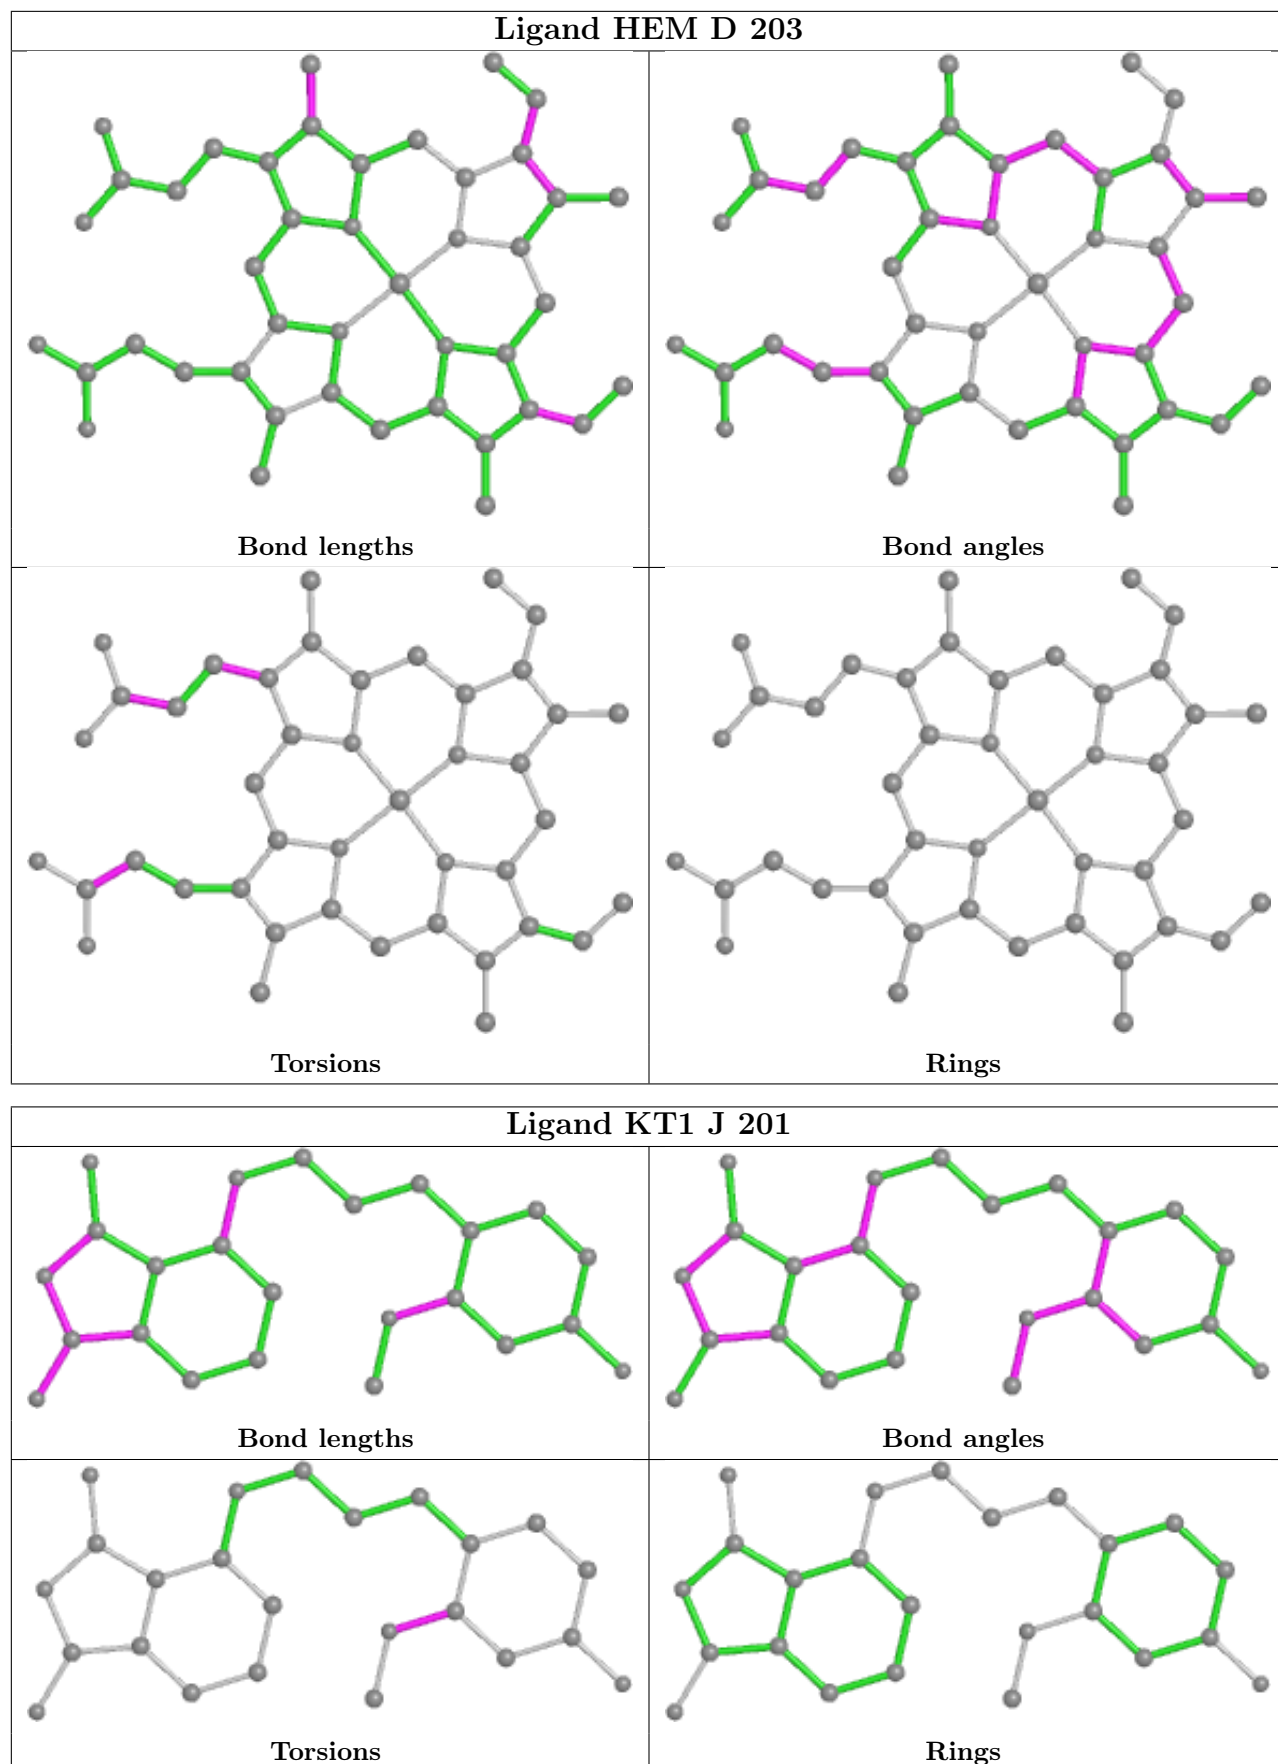 Ligand HEM D 203
Bond lengths
Bond angles
Torsions
Rings
Ligand KT1 J 201
Bond lengths
Bond angles
Torsions
Rings